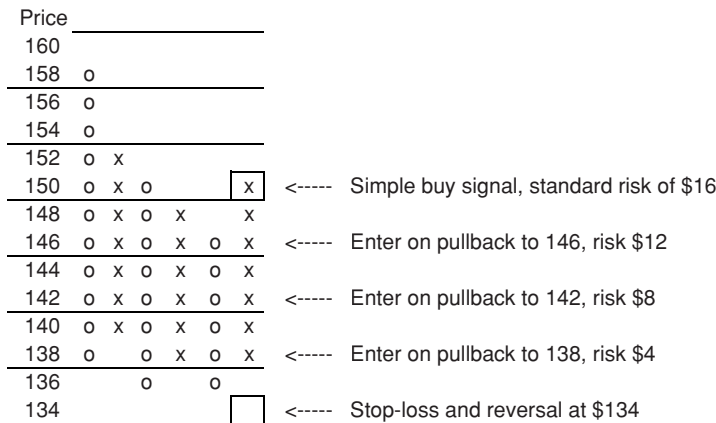 Price
160
158 o
156 o
154 o
152 o x
150 o x o x <----- Simple buy signal, standard risk of $16
148 o x o x x
146 o x o x o x <----- Enter on pullback to 146, risk $12
144 o x o x o x
142 o x o x o x <----- Enter on pullback to 142, risk $8
140 o x o x o x
138 o o x o x <----- Enter on pullback to 138, risk $4
136 o o
134 <----- Stop-loss and reversal at $134